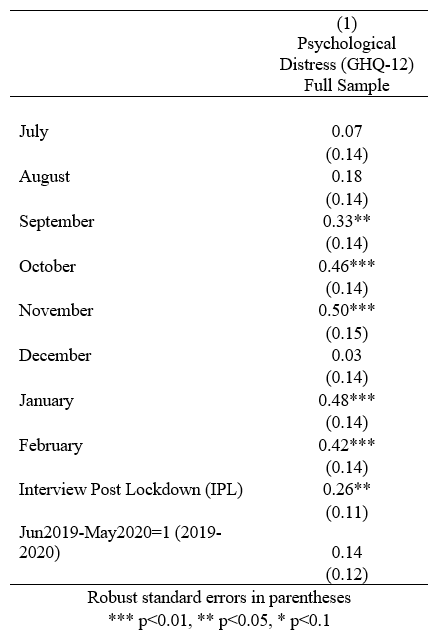 (1)
Psychological
Distress (GHQ-12)
Full Sample
July 0.07
(0.14)
August 0.18
(0.14)
September 0.33**
(0.14)
October 0.46***
(0.14)
November 0.50***
(0.15)
December 0.03
(0.14)
January 0.48***
(0.14)
February 0.42***
(0.14)
Interview Post Lockdown (IPL) 0.26**
(0.11)
Jun2019-May2020=1 (2019-
2020) 0.14
(0.12)
Robust standard errors in parentheses
*** p<0.01, ** p<0.05, * p<0.1